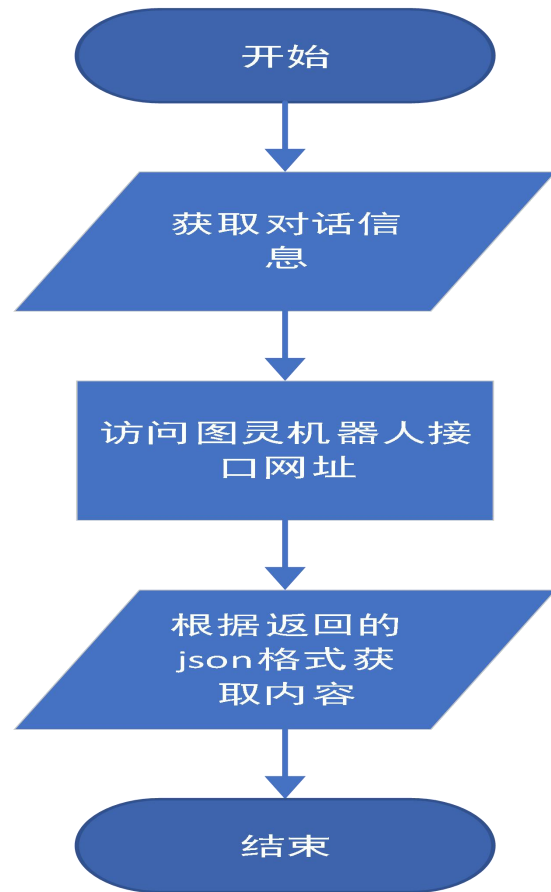 开始
获取对话信
息
访问图灵机器人接
口网址
根据返回的
json格式获
取内容
结束